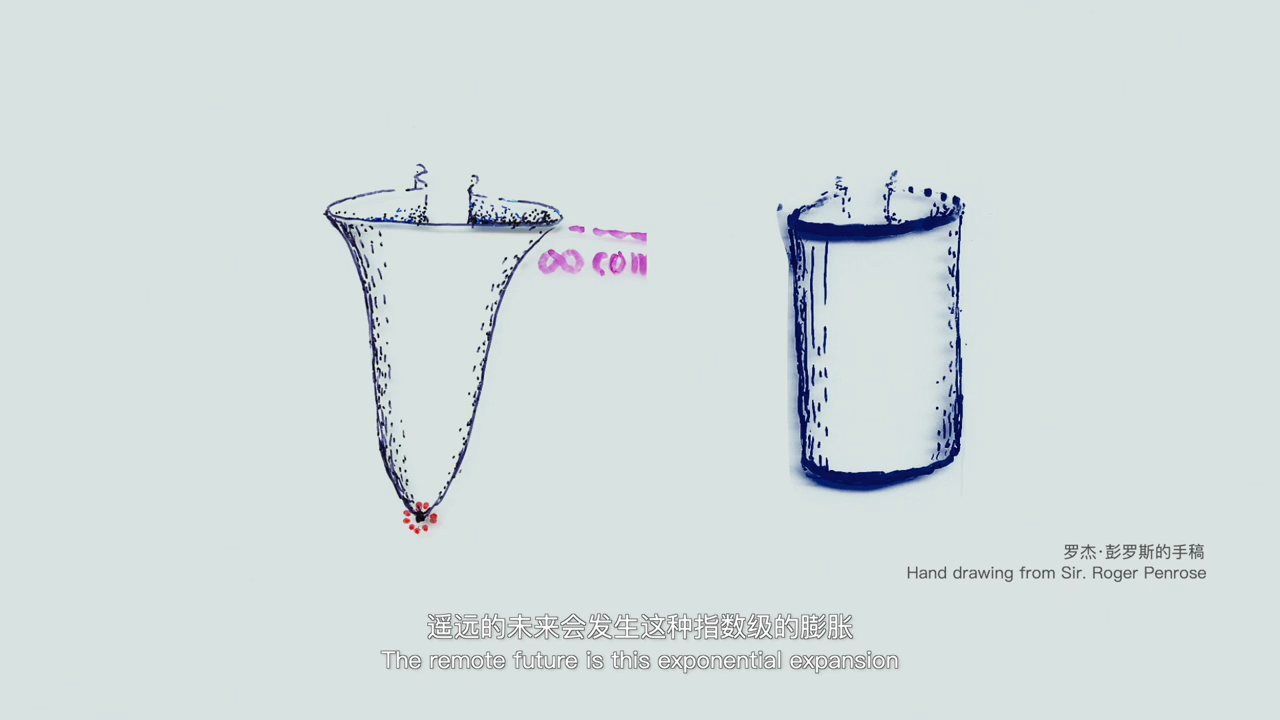 ∞ con
罗杰·彭罗斯的手稿
Hand drawing from Sir. Roger Penrose
遥远的未来会发生这种指数级的膨胀
The remote future is this exponential expansion